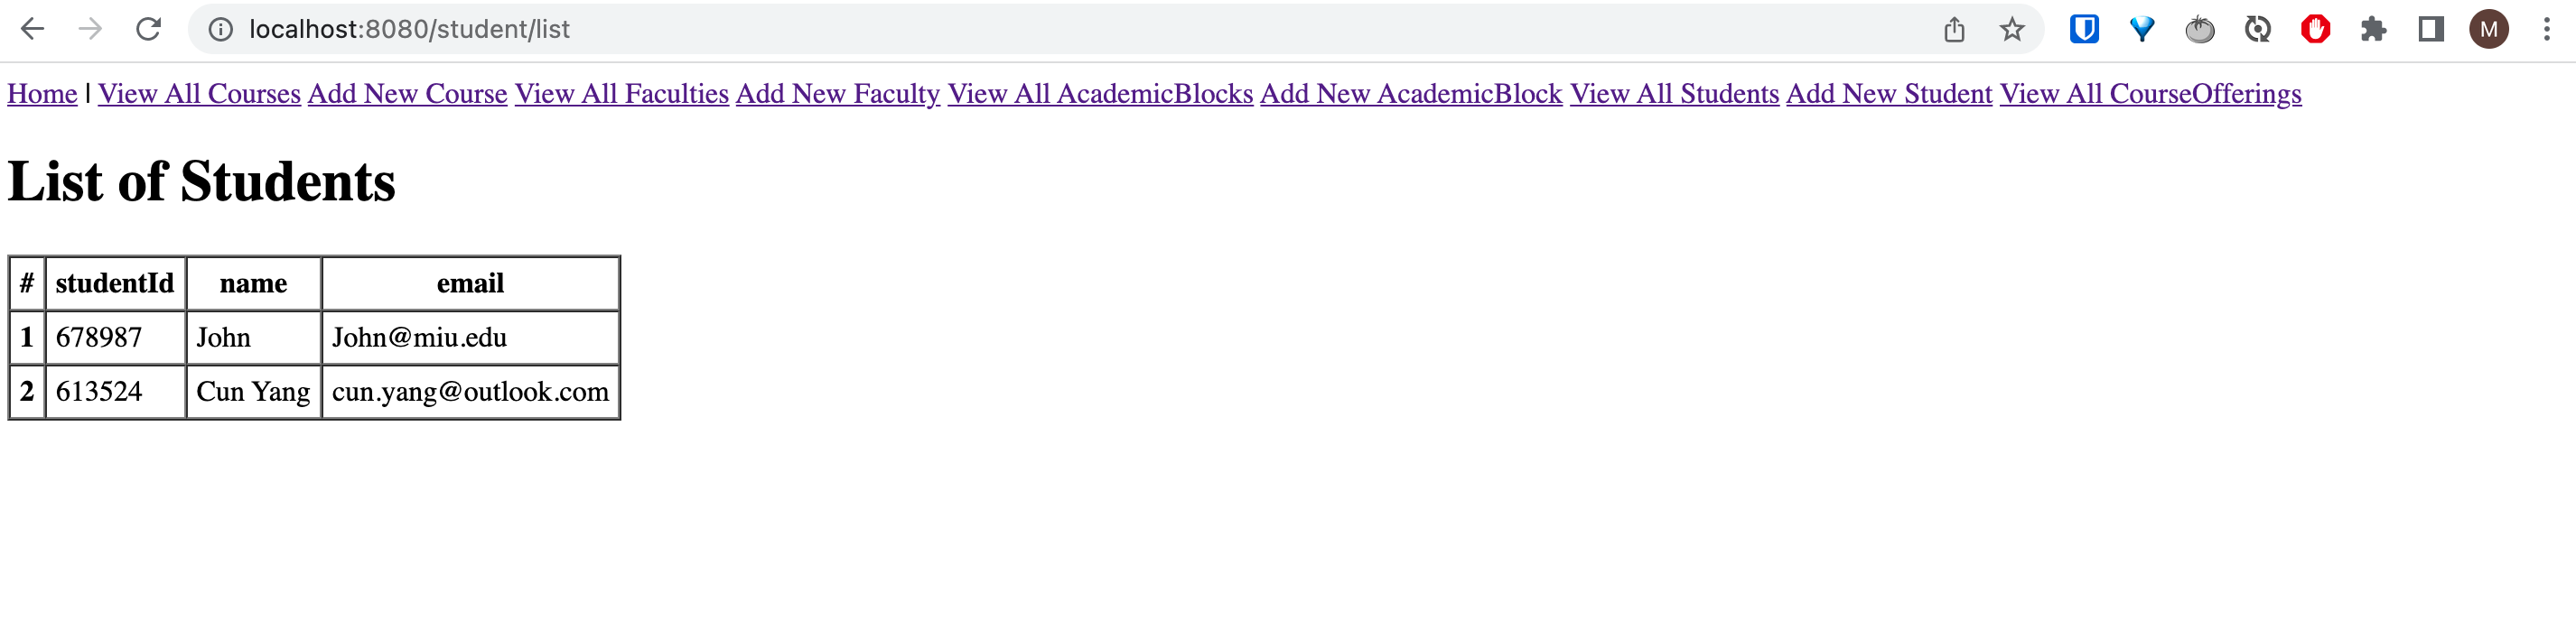 localhost:8080/student/list
M
Home | View All Courses Add New Course View All Faculties Add New Faculty View All AcademicBlocks Add New AcademicBlock View All Students Add New Student View All CourseOfferings
List of Students
# studentId name email
1 678987 John John@miu.edu
2 613524 Cun Yang cun.yang@outlook.com